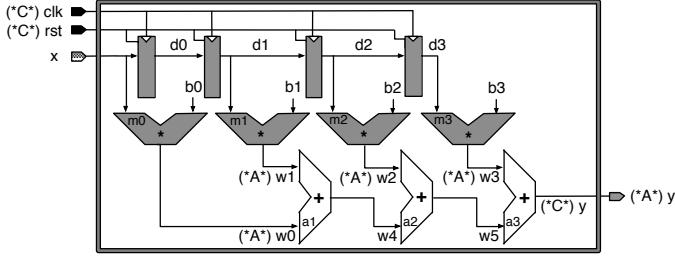 (*C*) clk
(*C*) rst
x
d0 d1 d2 d3
b0 b1 b2 b3
m0 m1 m2 m3
* * * *
(*A*) w1 (*A*) w2 (*A*) w3
+ + +
(*C*) y (*A*) y
a1 a2 a3
(*A*) w0 w4 w5